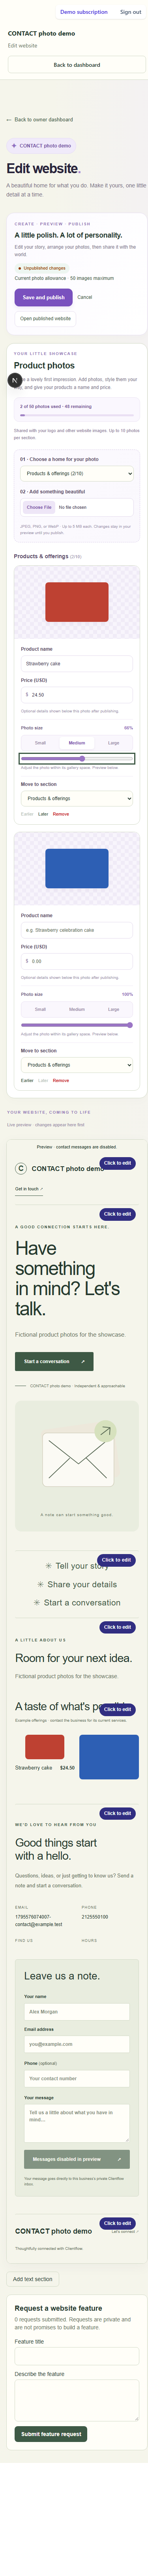 Demo subscription
Sign out
CONTACT photo demo
Edit website
Back to dashboard
← Back to owner dashboard
CONTACT photo demo
Edit website.
A beautiful home for what you do. Make it yours, one little
detail at a time.
CREATE · PREVIEW · PUBLISH
A little polish. A lot of personality.
Edit your story, arrange your photos, then share it with the
world.
Unpublished changes
Current photo allowance · 50 images maximum
Save and publish
Cancel
Open published website
YOUR LITTLE SHOWCASE
Product photos
a lovely first impression. Add photos, style them your
and give your products a name and price.
2 of 50 photos used · 48 remaining
Shared with your logo and other website images. Up to 10 photos
per section.
01 · Choose a home for your photo
Products & offerings (2/10)
02 · Add something beautiful
Choose File
No file chosen
JPEG, PNG, or WebP · Up to 5 MB each. Changes stay in your
preview until you publish.
Products & offerings (2/10)
Product name
Strawberry cake
Price (USD)
$ 24.50
Optional details shown below this photo after publishing.
Photo size
55%
Small
Medium
Large
Adjust the photo within its gallery space. Preview below.
Move to section
Products & offerings
Earlier
Later
Remove
Product name
e.g. Strawberry celebration cake
Price (USD)
$ 0.00
Optional details shown below this photo after publishing.
Photo size
100%
Small
Medium
Large
Adjust the photo within its gallery space. Preview below.
Move to section
Products & offerings
Earlier
Later
Remove
YOUR WEBSITE, COMING TO LIFE
Live preview · changes appear here first
Preview · contact messages are disabled.
Click to edit
C
CONTACT photo demo
Get in touch ↗
Click to edit
A GOOD CONNECTION STARTS HERE.
Have
something
in mind? Let's
talk.
Fictional product photos for the showcase.
Start a conversation ↗
CONTACT photo demo · Independent & approachable.
A note can start something good.
Click to edit
✳ Tell your story
✳ Share your details
✳ Start a conversation
Click to edit
A LITTLE ABOUT US
Room for your next idea.
Fictional product photos for the showcase.
A taste of what's
Click to edit
Example offerings · contact the business for its current services.
Strawberry cake
$24.50
Click to edit
WE'D LOVE TO HEAR FROM YOU
Good things start
with a hello.
Questions, ideas, or just getting to know us? Send a
note and start a conversation.
EMAIL
contact@example.test
PHONE
2125550100
FIND US
HOURS
Leave us a note.
Your name
Alex Morgan
Email address
you@example.com
Phone (optional)
Your contact number
Your message
Tell us a little about what you have in
mind...
Messages disabled in preview ↗
Your message goes directly to this business's private Clientflow
inbox.
Click to edit
CONTACT photo demo
Let's connect ↗
Thoughtfully connected with Clientflow.
Add text section
Request a website feature
0 requests submitted. Requests are private and
are not promises to build a feature.
Feature title
Describe the feature
Submit feature request